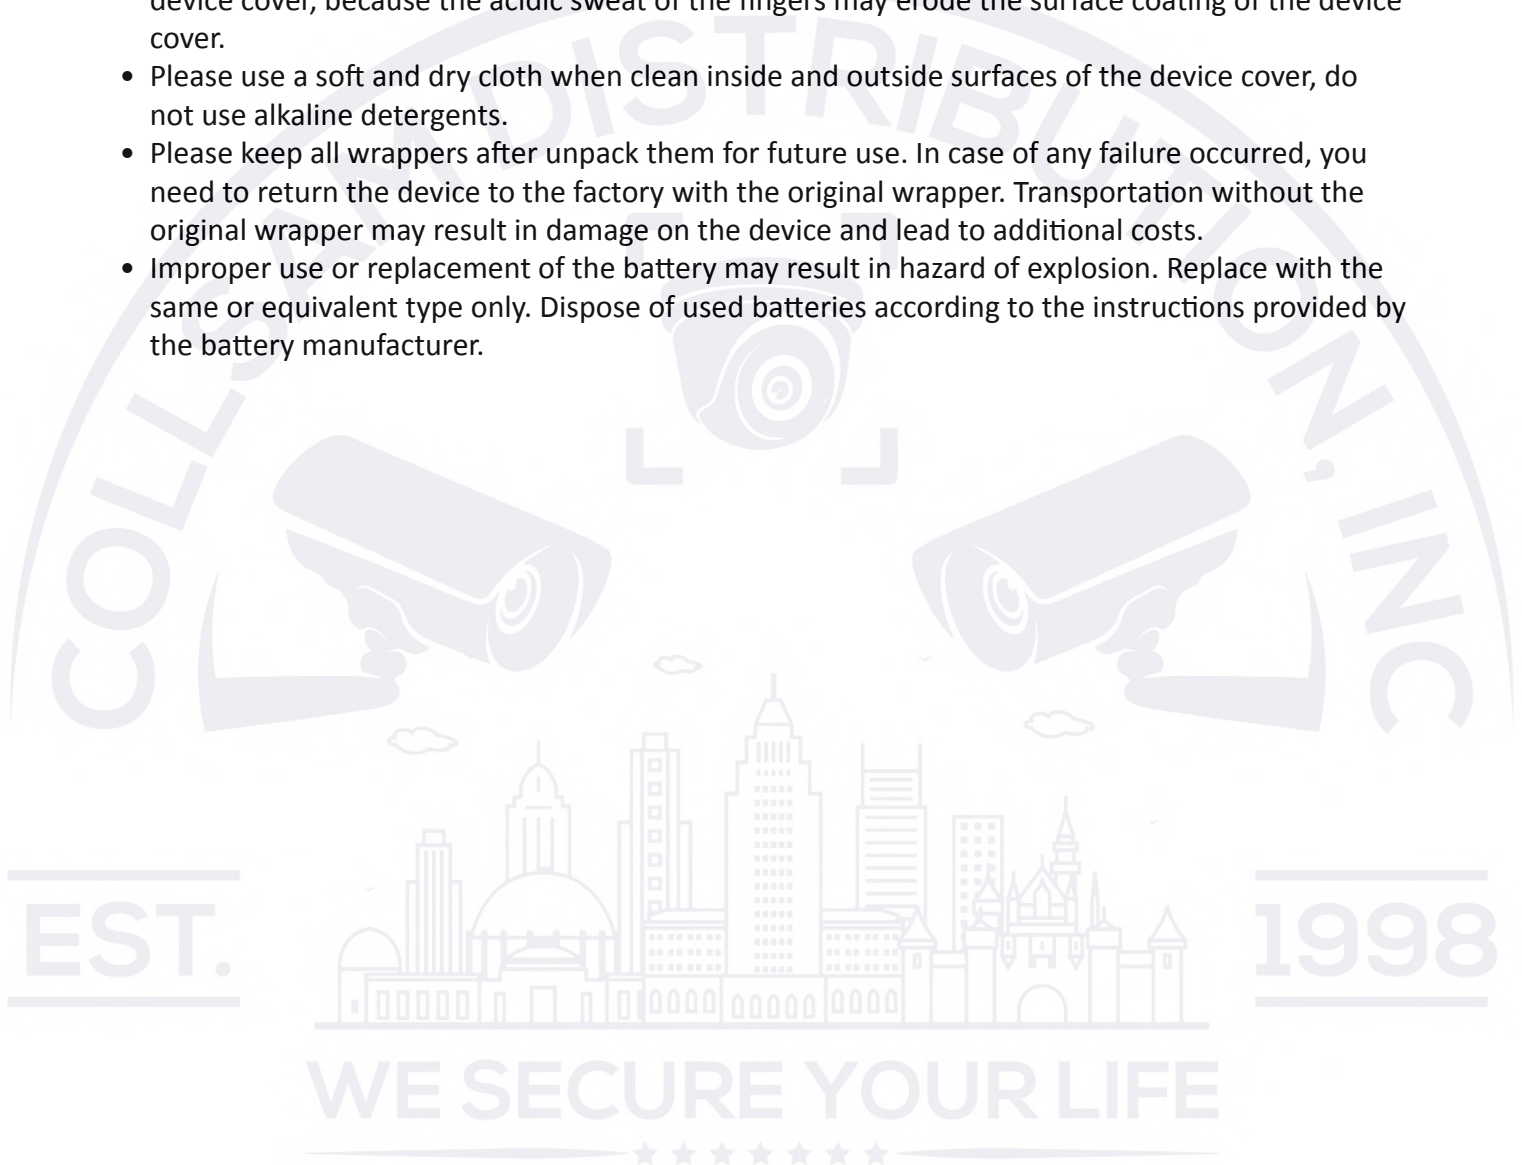 device cover, because the acidic sweat of the fingers may erode the surface coating of the device
cover.
• Please use a soft and dry cloth when clean inside and outside surfaces of the device cover, do
not use alkaline detergents.
• Please keep all wrappers after unpack them for future use. In case of any failure occurred, you
need to return the device to the factory with the original wrapper. Transportation without the
original wrapper may result in damage on the device and lead to additional costs.
• Improper use or replacement of the battery may result in hazard of explosion. Replace with the
same or equivalent type only. Dispose of used batteries according to the instructions provided by
the battery manufacturer.
COLLSAM DISTRIBUTION, INC
EST.
1998
WE SECURE YOUR LIFE